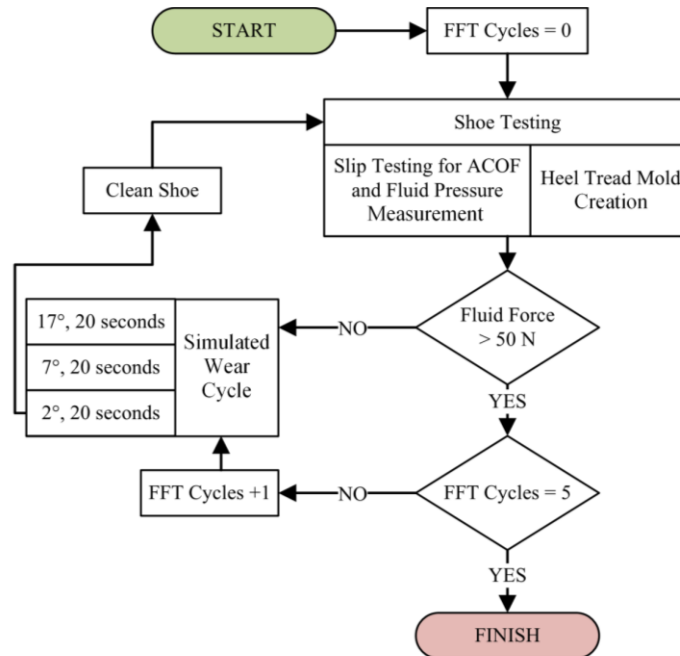 START
FFT Cycles = 0
Shoe Testing
Slip Testing for ACOF
and Fluid Pressure
Measurement
Heel Tread Mold
Creation
Clean Shoe
Fluid Force
> 50 N
NO
17°, 20 seconds
7°, 20 seconds
2°, 20 seconds
Simulated
Wear
Cycle
YES
FFT Cycles = 5
NO
FFT Cycles +1
YES
FINISH